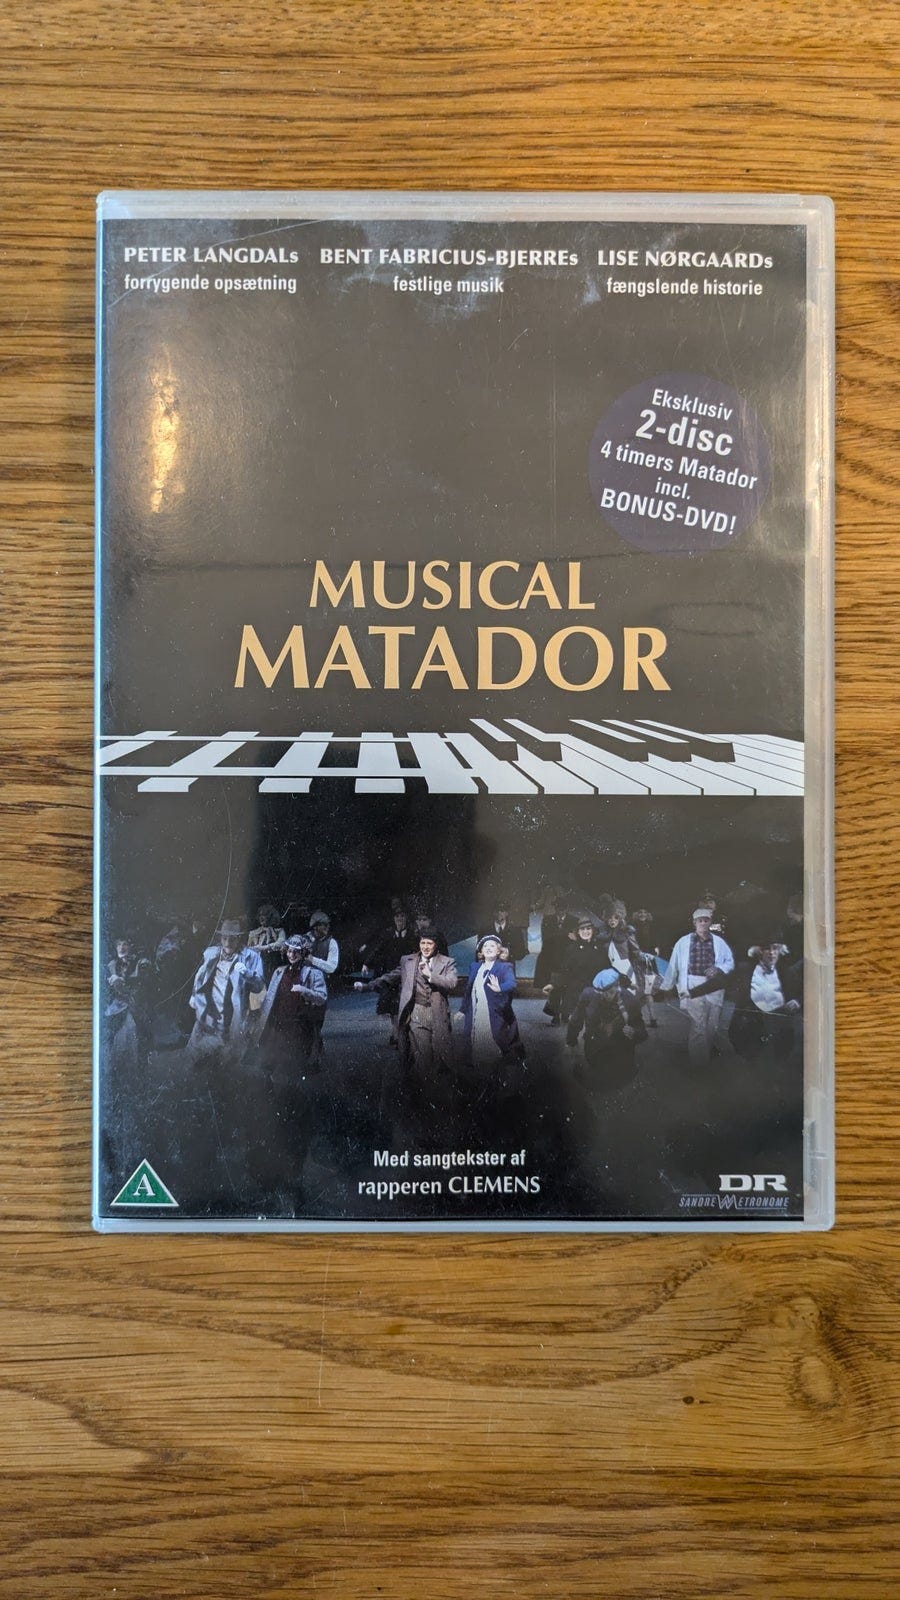 PETER LANGDALs BENT FABRICIUS-BJERREs LISE NØRGAARDs
forrygende opsætning festlige musik fængslende historie
Eksklusiv
2-disc
4 timers Matador
incl.
BONUS-DVD!
MUSICAL
MATADOR
Med sangtekster af
rapperen CLEMENS
A
DR
SANDREW METRONOME